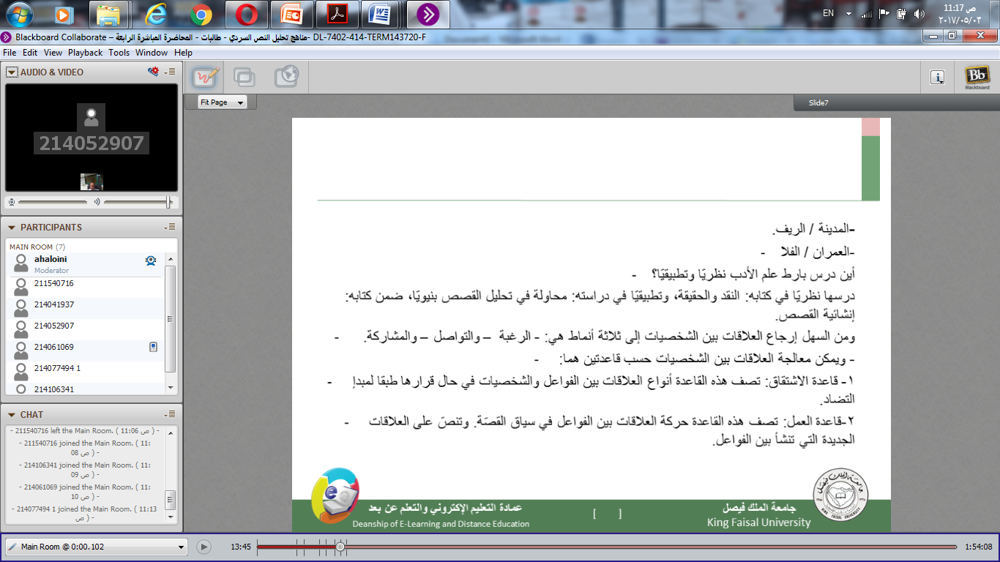 EN
11:17 ص
٢٠١٧/٠٥/٠٣
Blackboard Collaborate – مناهج تحليل النص السردي - طالبات - المحاضرة المباشرة الرابعة- DL-7402-414-TERM143720-F
File Edit View Playback Tools Window Help
AUDIO & VIDEO
214052907
PARTICIPANTS
MAIN ROOM (7)
ahaloini
Moderator
211540716
214041937
214052907
214061069
214077494 1
214106341
CHAT
- 211540716 left the Main Room. ( 11:06 ص ) -
- 211540716 joined the Main Room. ( 11:
08 ص ) -
- 214106341 joined the Main Room. ( 11:
09 ص ) -
- 214061069 joined the Main Room. ( 11:
10 ص ) -
- 214077494 1 joined the Main Room. ( 11:13
ص ) -
Fit Page
Slide7
Bb
Blackboard
-المدينة / الريف.
-العمران / الفلا -
أين درس بارط علم الأدب نظريًا وتطبيقيًا؟ -
درسها نظريًا في كتابه: النقد والحقيقة، وتطبيقيًا في دراسته: محاولة في تحليل القصص بنيويًا، ضمن كتابه:
إنشائية القصص.
ومن السهل إرجاع العلاقات بين الشخصيات إلى ثلاثة أنماط هي: - الرغبة – والتواصل – والمشاركة. -
- ويمكن معالجة العلاقات بين الشخصيات حسب قاعدتين هما: -
١- قاعدة الاشتقاق: تصف هذه القاعدة أنواع العلاقات بين الفواعل والشخصيات في حال قرارها طبقا لمبدإ -
التضاد.
٢-قاعدة العمل: تصف هذه القاعدة حركة العلاقات بين الفواعل في سياق القصّة. وتنصّ على العلاقات -
الجديدة التي تنشأ بين الفواعل.
عمادة التعليم الإكتروني والتعلم عن بعد
Deanship of E-Learning and Distance Education
[ ]
جامعة الملك فيصل
King Faisal University
Main Room @ 0:00.102
13:45
1:54:08